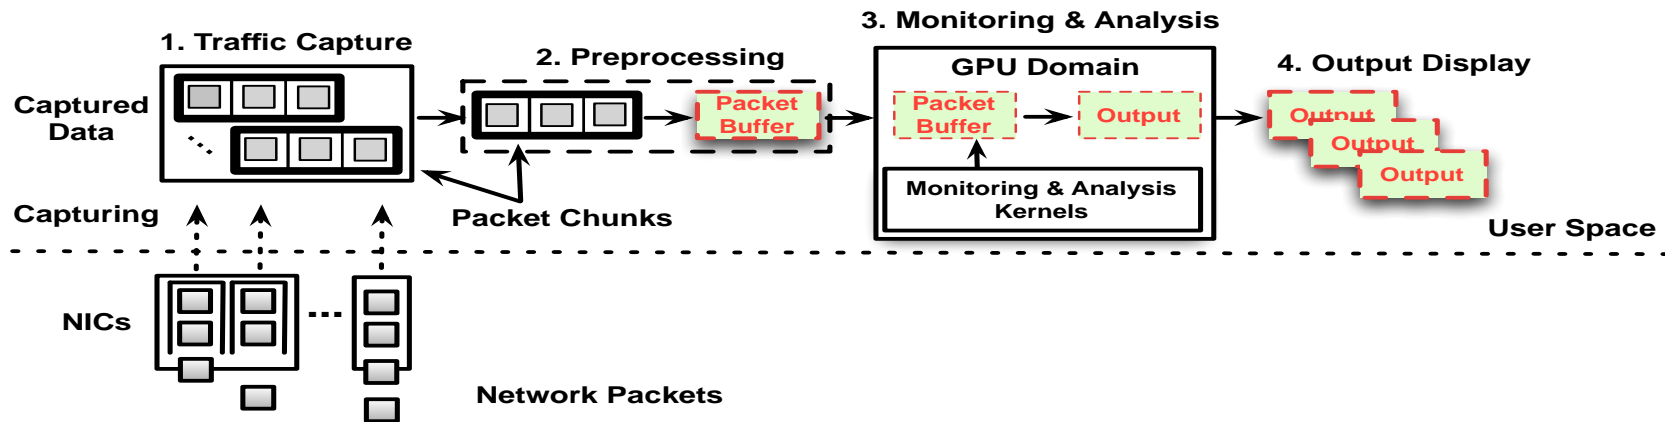 3. Monitoring & Analysis
1. Traffic Capture
2. Preprocessing
GPU Domain
4. Output Display
Captured
Data
Packet
Buffer
Packet
Buffer
Output
Output
Output
Output
Monitoring & Analysis
Kernels
Capturing
Packet Chunks
User Space
NICs
Network Packets